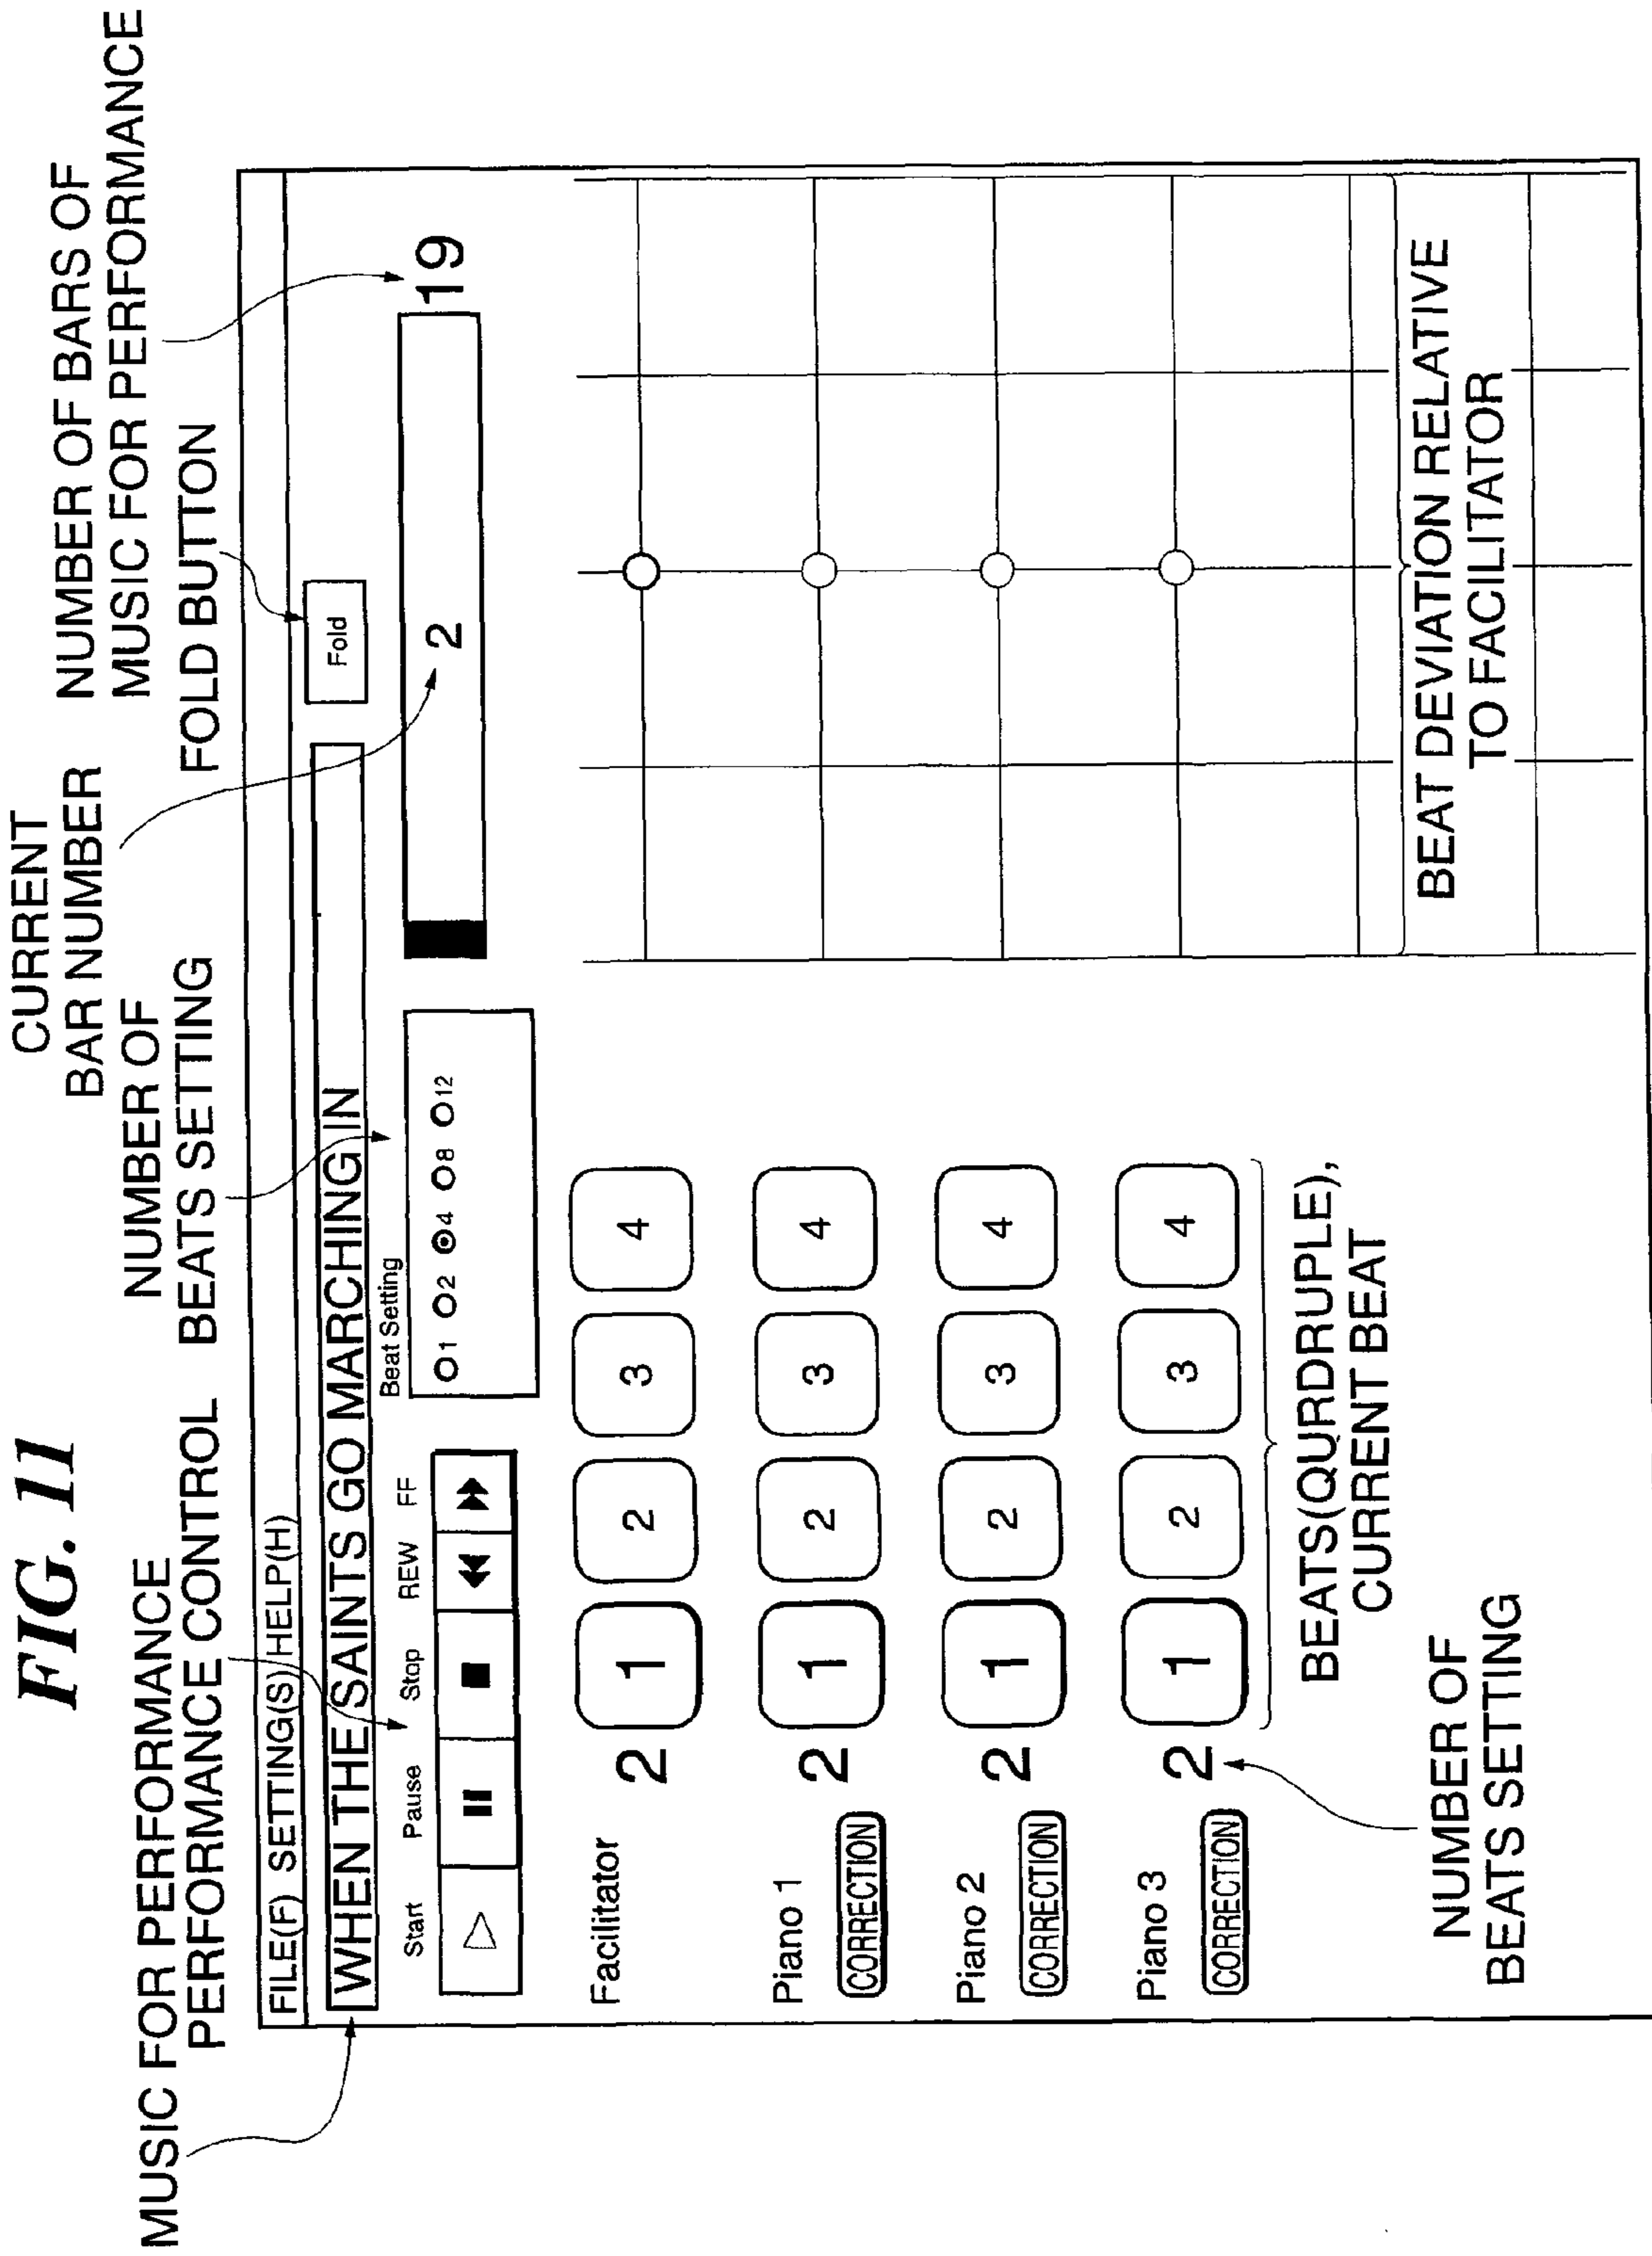 FIG. 11
CURRENT
BAR NUMBER
NUMBER OF BARS OF
MUSIC FOR PERFORMANCE
MUSIC FOR PERFORMANCE
PERFORMANCE CONTROL
NUMBER OF
BEATS SETTING
FOLD BUTTON
FILE(F) SETTING(S) HELP(H)
WHEN THE SAINTS GO MARCHING IN
Fold
Start Pause Stop REW FF
Beat Setting
1 2 4 8 12
2
19
Facilitator
2 1 2 3 4
Piano 1
CORRECTION
2 1 2 3 4
Piano 2
CORRECTION
2 1 2 3 4
Piano 3
CORRECTION
2 1 2 3 4
BEATS(QURDRUPLE),
CURRENT BEAT
BEAT DEVIATION RELATIVE
TO FACILITATOR
NUMBER OF
BEATS SETTING